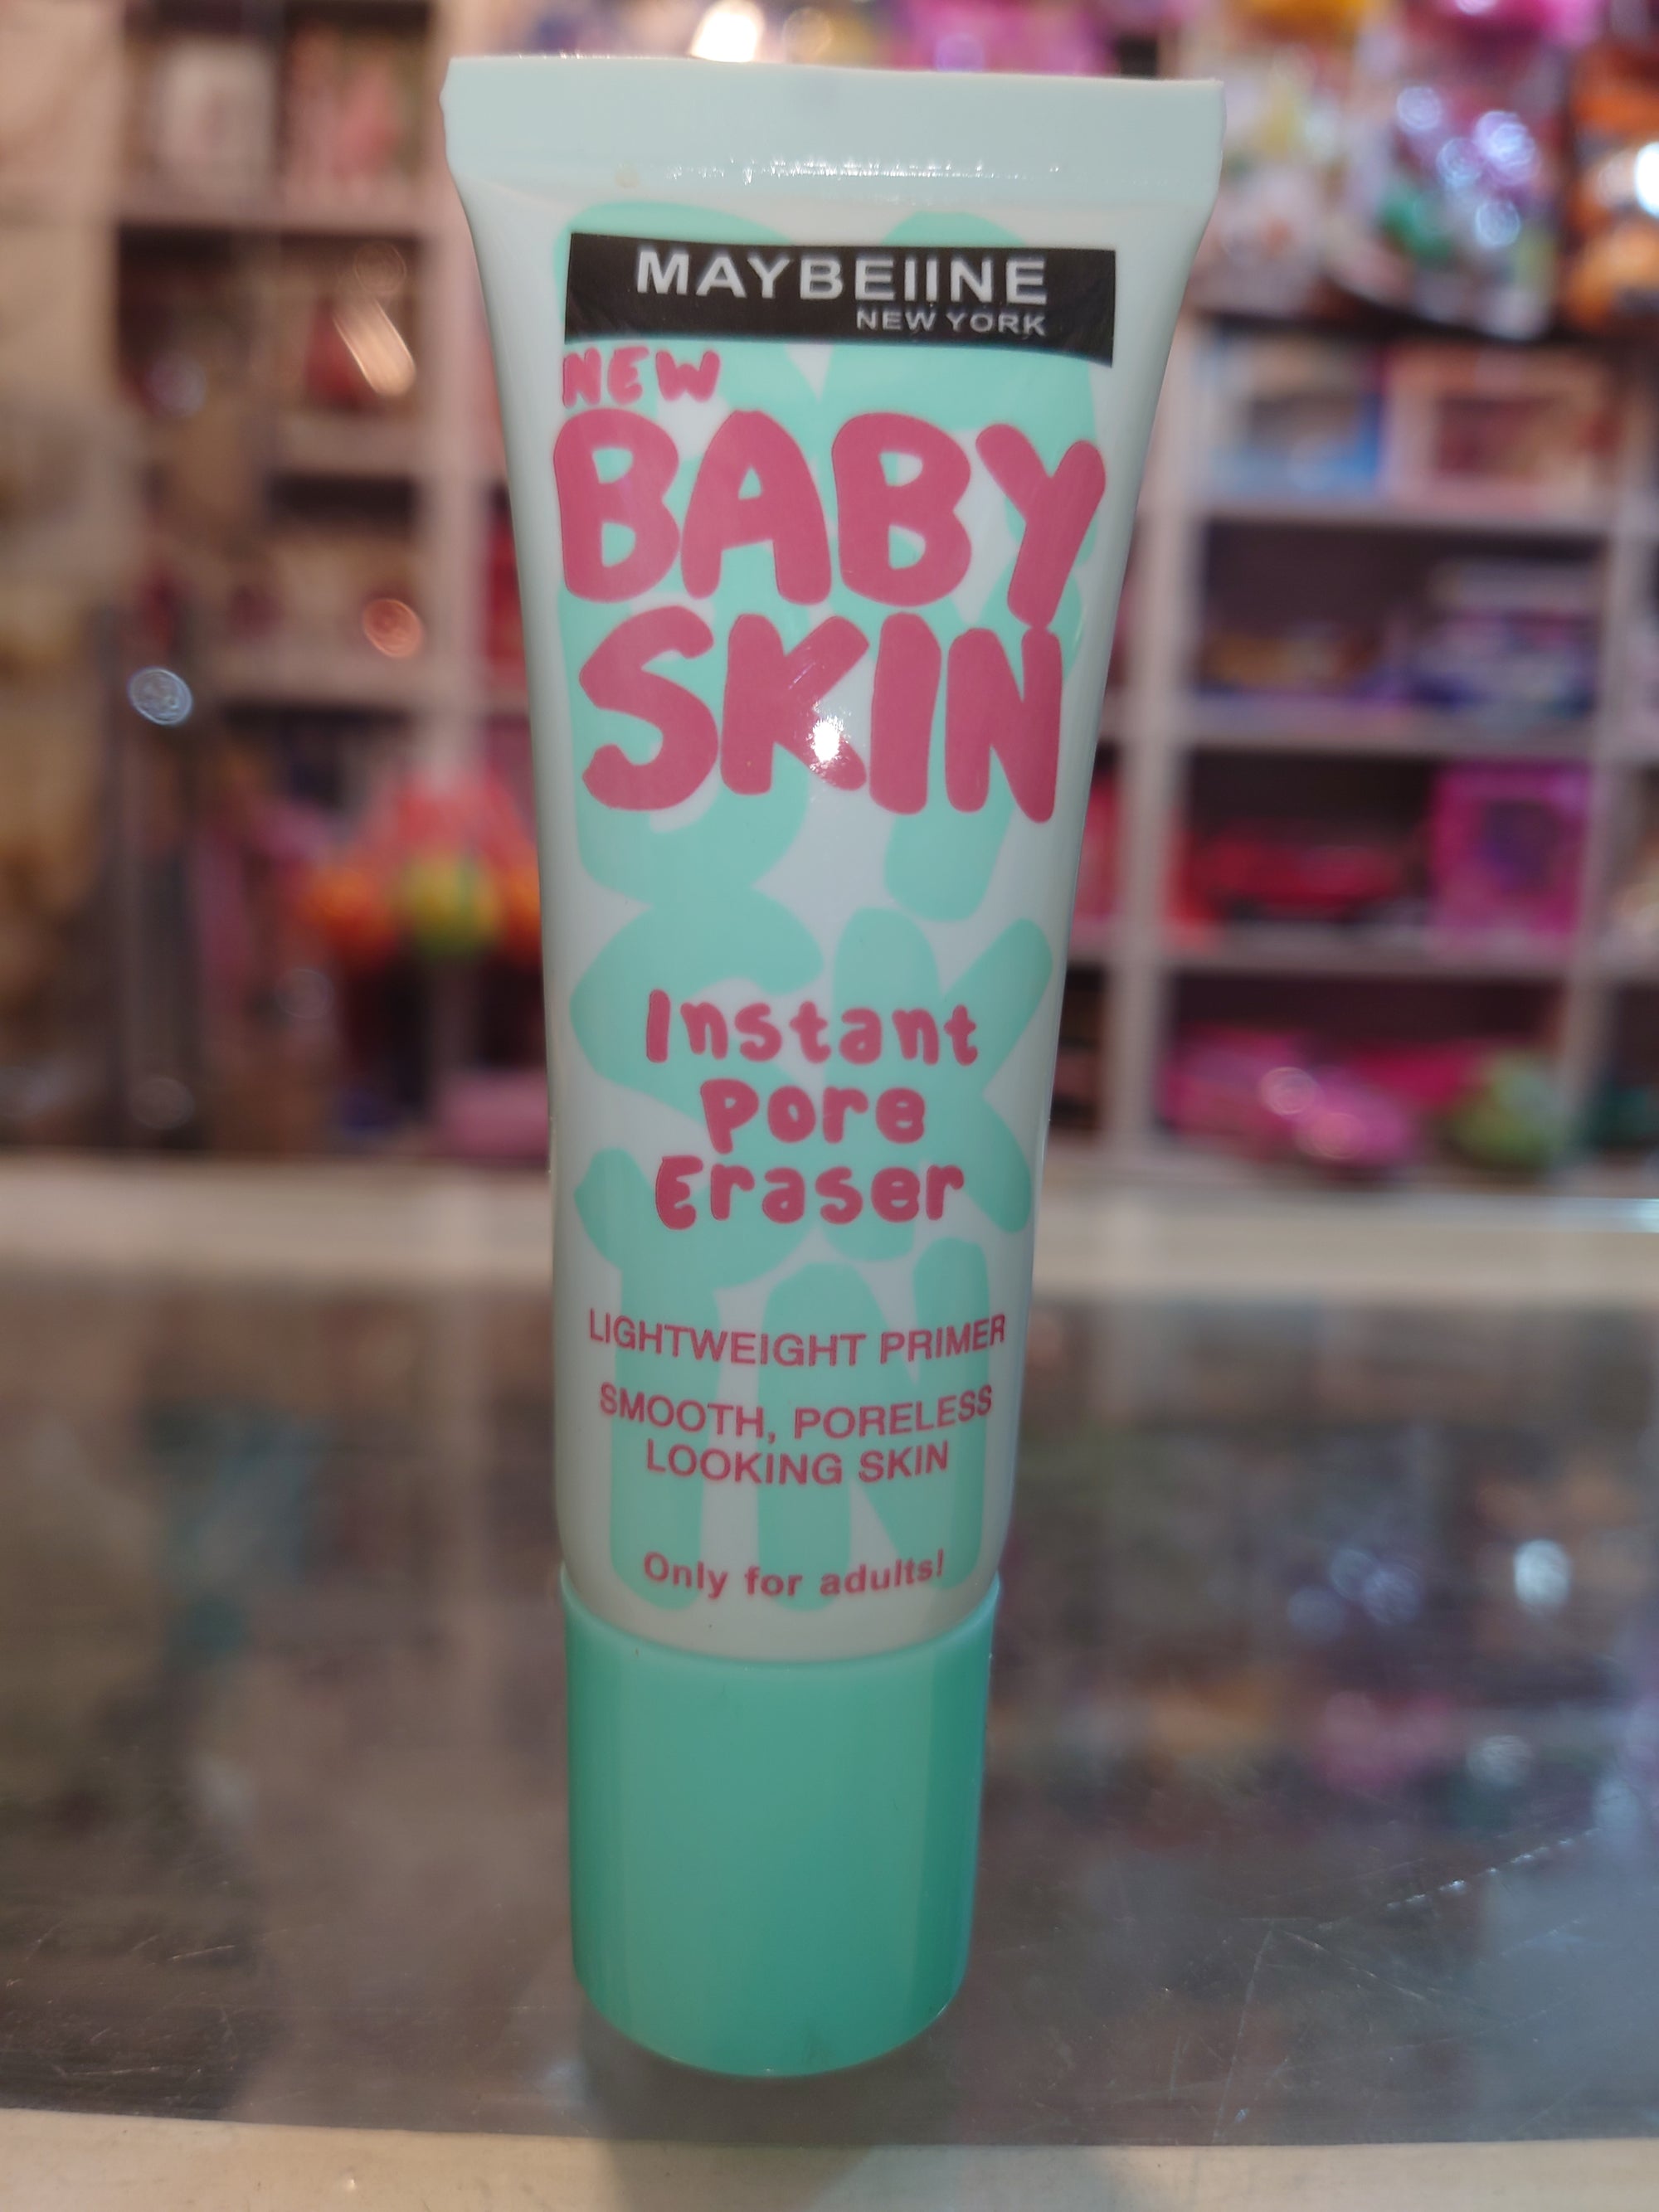 MAYBEIINE
NEW YORK
NEW
BABY
SKIN
Instant
Pore
Eraser
LIGHTWEIGHT PRIMER
SMOOTH, PORELESS
LOOKING SKIN
Only for adults!